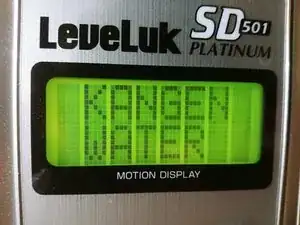 LeveLuk SD501
PLATINUM
KANGEN
WATER
MOTION DISPLAY